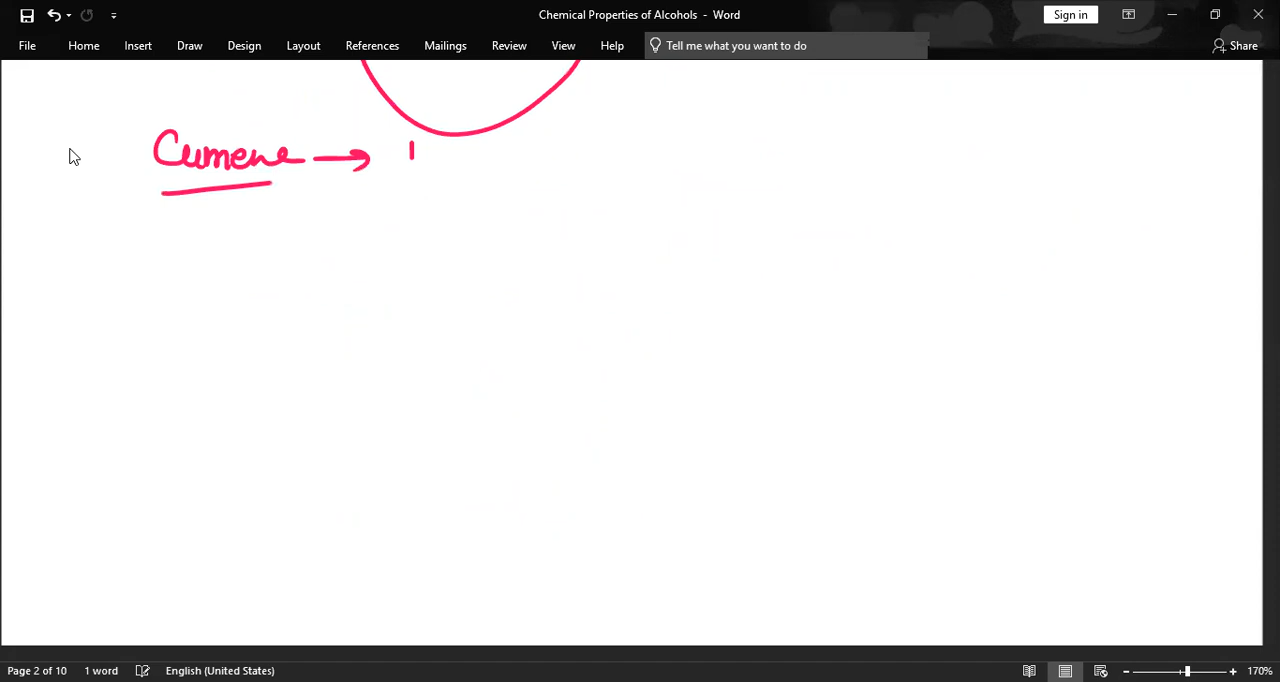 Chemical Properties of Alcohols - Word
Sign in
File Home Insert Draw Design Layout References Mailings Review View Help Tell me what you want to do Share
Cumene →
Page 2 of 10 1 word English (United States) 170%